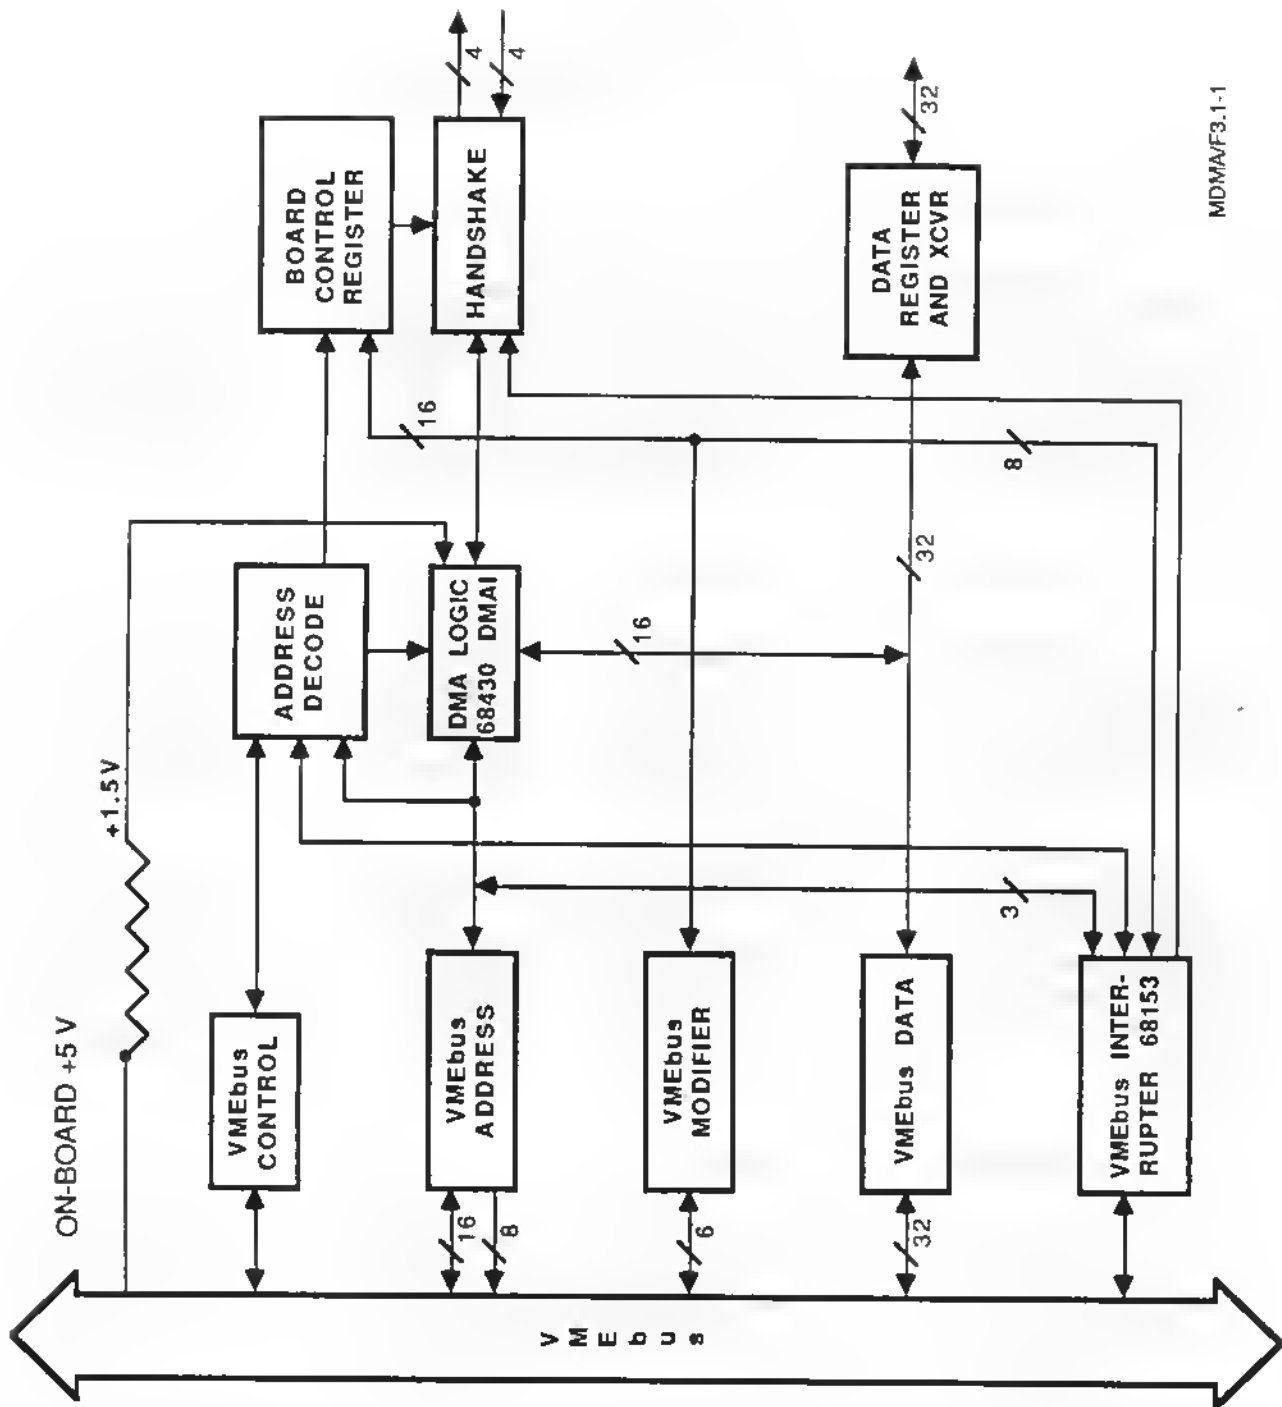 ON-BOARD +5 V
+1.5V
VMEbus
CONTROL
ADDRESS
DECODE
BOARD
CONTROL
REGISTER
VMEbus
ADDRESS
16
8
DMA LOGIC
68430 DMAI
HANDSHAKE
4
4
16
16
VMEbus
MODIFIER
6
VMEbus DATA
32
32
DATA
REGISTER
AND XCVR
32
3
8
VMEbus INTER-
RUPTER 68153
VMEbus
MDMA/F3.1-1